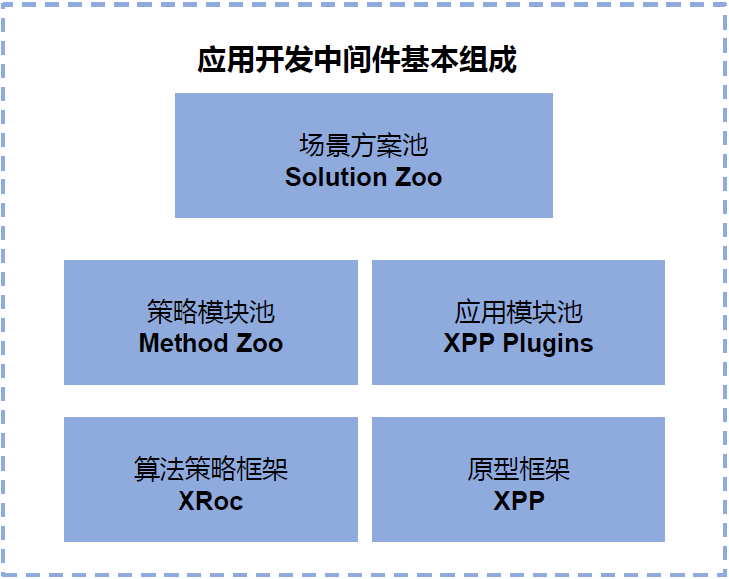 应用开发中间件基本组成
场景方案池
Solution Zoo
策略模块池
Method Zoo
应用模块池
XPP Plugins
算法策略框架
XRoc
原型框架
XPP